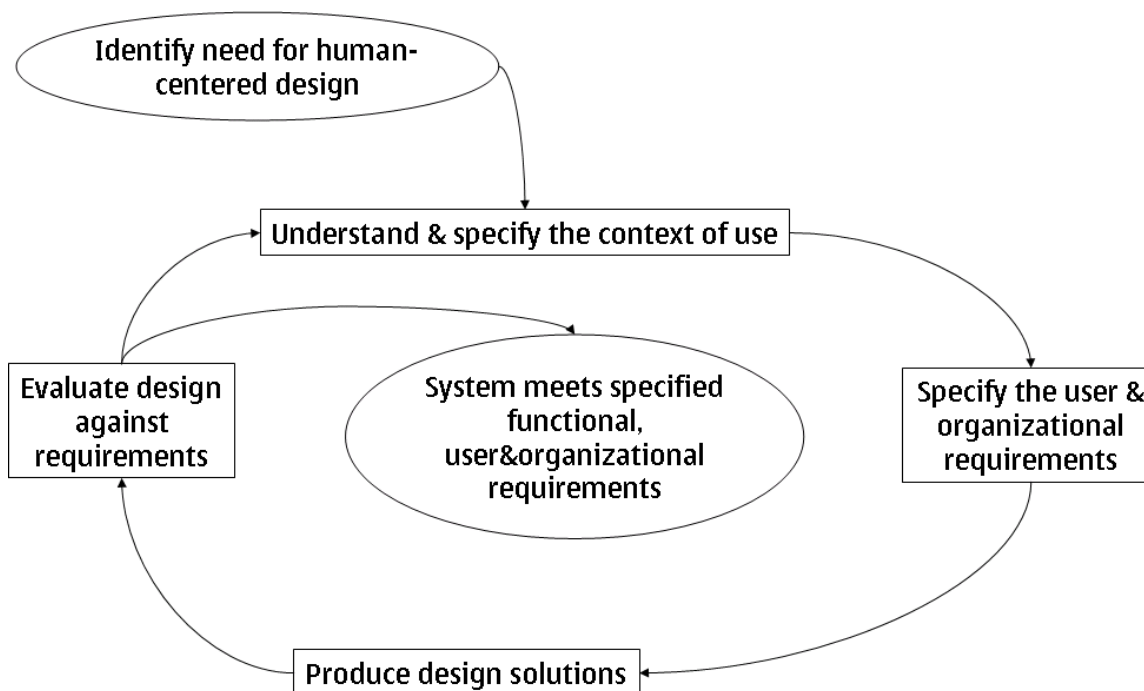 Identify need for human-
centered design
Understand & specify the context of use
Evaluate design
against
requirements
System meets specified
functional,
user&organizational
requirements
Specify the user &
organizational
requirements
Produce design solutions